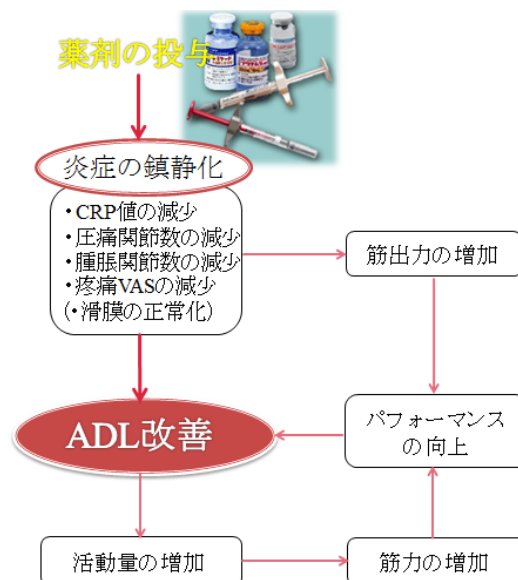 薬剤の投与
炎症の鎮静化
・CRP値の減少
・圧痛関節数の減少
・腫脹関節数の減少
・疼痛VASの減少
(・滑膜の正常化)
筋出力の増加
ADL改善
パフォーマンス
の向上
活動量の増加
筋力の増加